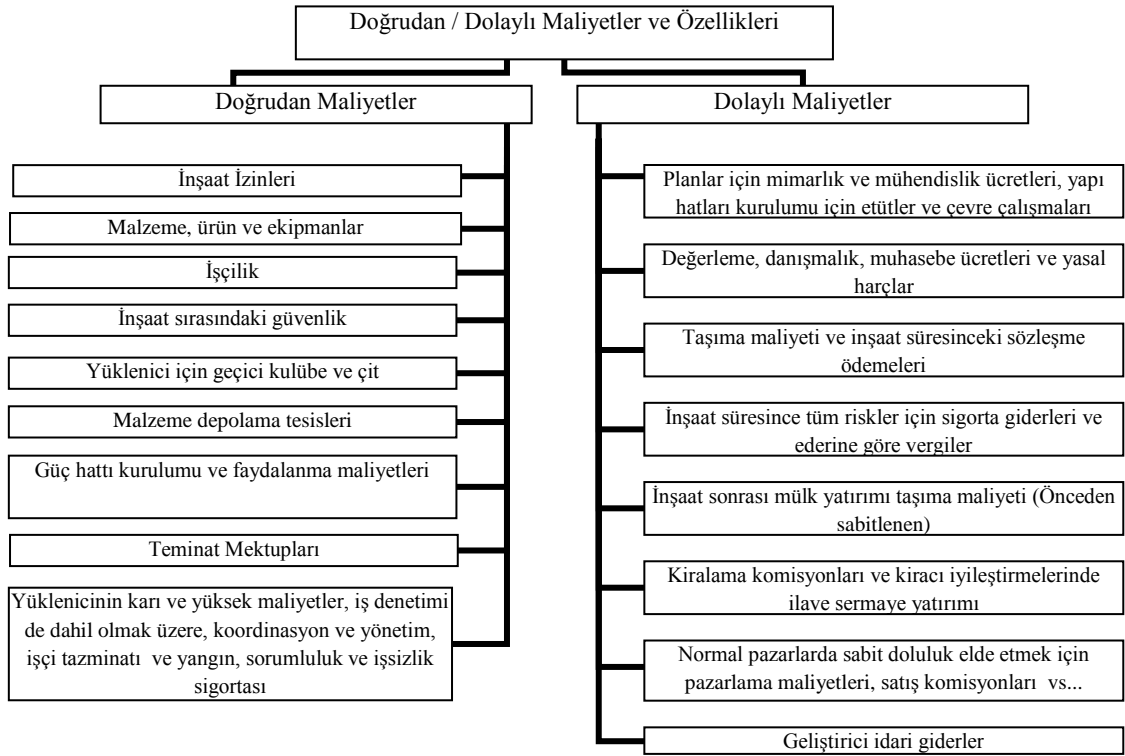 Doğrudan / Dolaylı Maliyetler ve Özellikleri
Doğrudan Maliyetler
İnşaat İzinleri
Malzeme, ürün ve ekipmanlar
İşçilik
İnşaat sırasındaki güvenlik
Yüklenici için geçici kulübe ve çit
Malzeme depolama tesisleri
Güç hattı kurulumu ve faydalanma maliyetleri
Teminat Mektupları
Yüklenicinin karı ve yüksek maliyetler, iş denetimi
de dahil olmak üzere, koordinasyon ve yönetim,
işçi tazminatı ve yangın, sorumluluk ve işsizlik
sigortası
Dolaylı Maliyetler
Planlar için mimarlık ve mühendislik ücretleri, yapı
hatları kurulumu için etütler ve çevre çalışmaları
Değerleme, danışmalık, muhasebe ücretleri ve yasal
harçlar
Taşıma maliyeti ve inşaat süresinceki sözleşme
ödemeleri
İnşaat süresince tüm riskler için sigorta giderleri ve
ederine göre vergiler
İnşaat sonrası mülk yatırımı taşıma maliyeti (Önceden
sabitlenen)
Kiralama komisyonları ve kiracı iyileştirmelerinde
ilave sermaye yatırımı
Normal pazarlarda sabit doluluk elde etmek için
pazarlama maliyetleri, satış komisyonları vs...
Geliştirici idari giderler